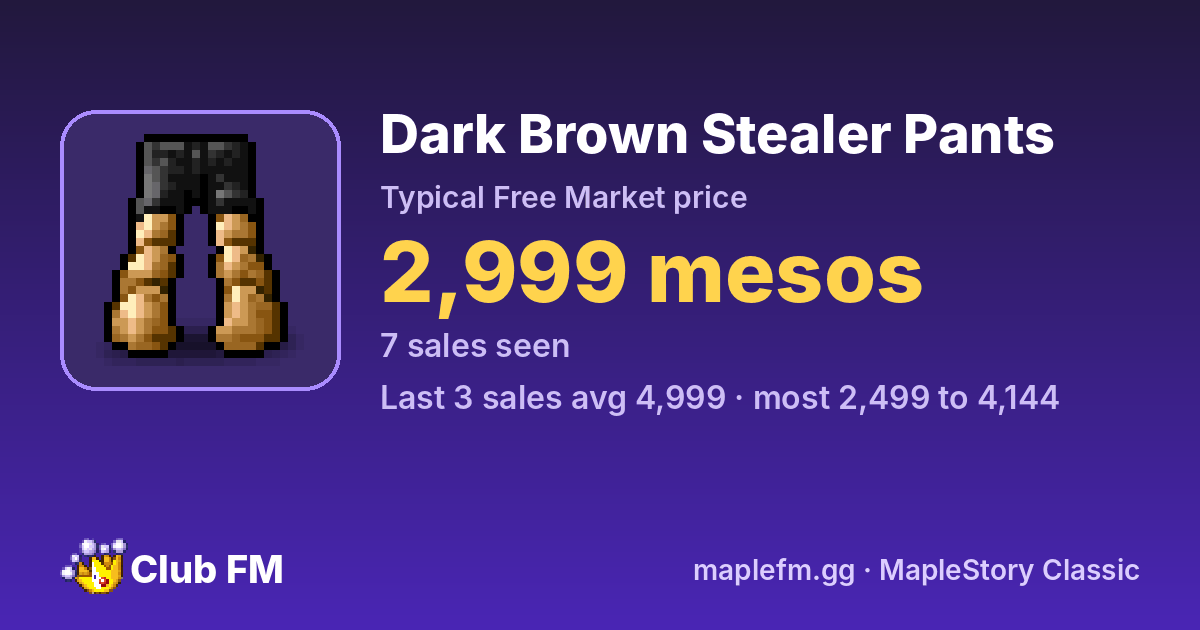 Dark Brown Stealer Pants
Typical Free Market price
2,999 mesos
7 sales seen
Last 3 sales avg 4,999 · most 2,499 to 4,144
Club FM
maplefm.gg · MapleStory Classic